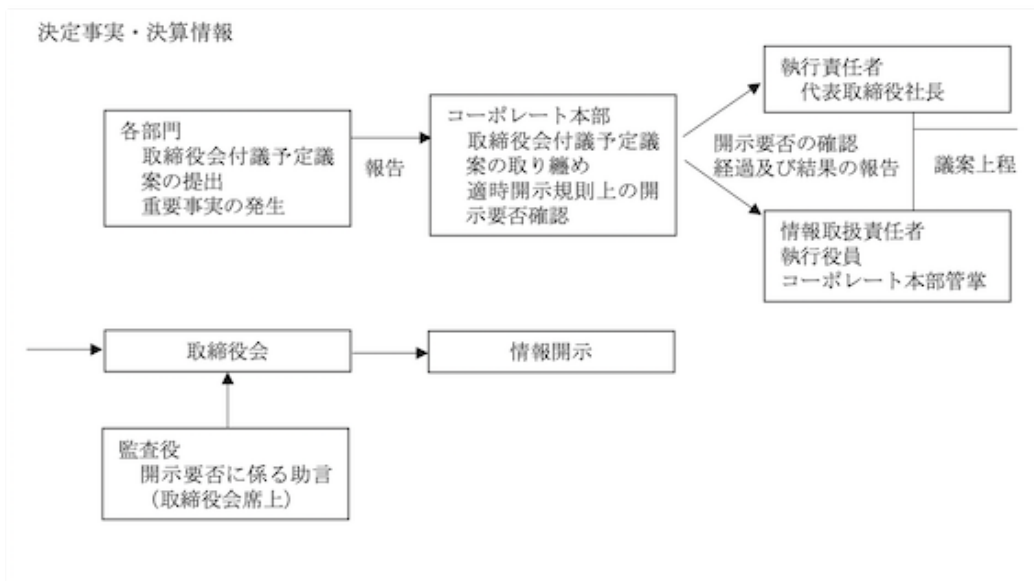 決定事実・決算情報
各部門
取締役会付議予定議
案の提出
重要事実の発生
報告
コーポレート本部
取締役会付議予定議
案の取り纏め
適時開示規則上の開
示要否確認
開示要否の確認
経過及び結果の報告
執行責任者
代表取締役社長
議案上程
情報取扱責任者
執行役員
コーポレート本部管掌
取締役会
情報開示
監査役
開示要否に係る助言
（取締役会席上）